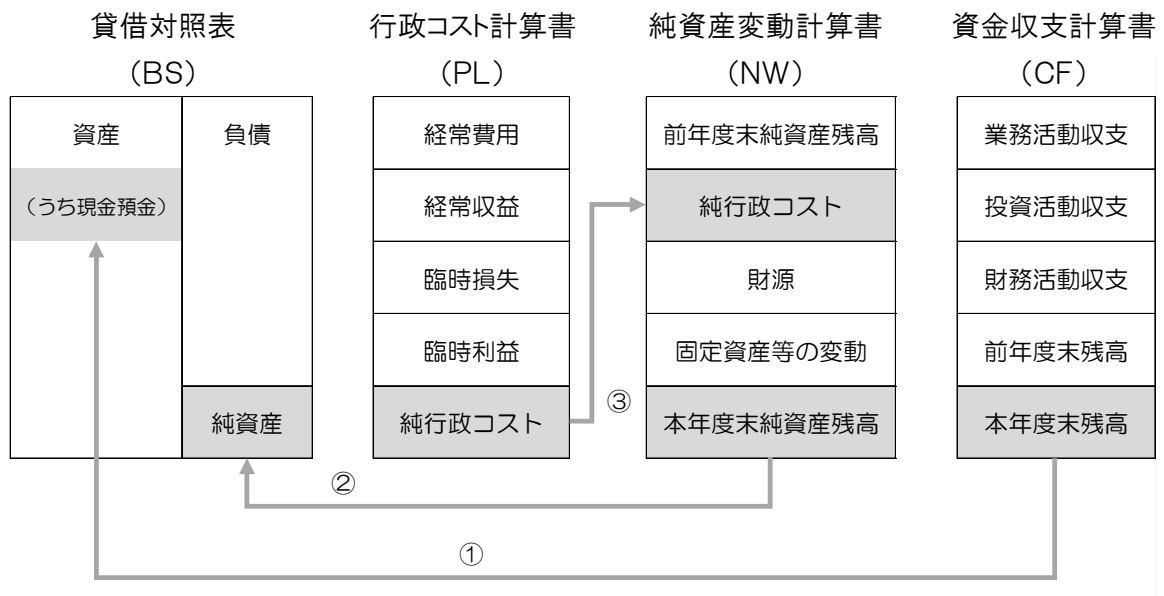 貸借対照表
(BS)
資産
(うち現金預金)
負債
純資産
行政コスト計算書
(PL)
経常費用
経常収益
臨時損失
臨時利益
純行政コスト
純資産変動計算書
(NW)
前年度末純資産残高
純行政コスト
財源
固定資産等の変動
本年度末純資産残高
資金収支計算書
(CF)
業務活動収支
投資活動収支
財務活動収支
前年度末残高
本年度末残高
③
②
①